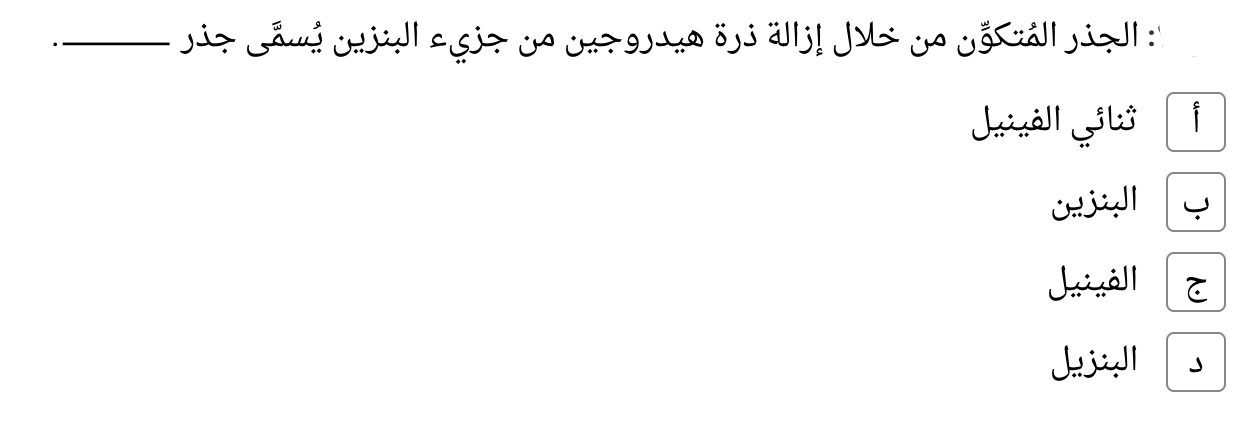 : الجذر المُتكوِّن من خلال إزالة ذرة هيدروجين من جزيء البنزين يُسمَّى جذر ______.
أ ثنائي الفينيل
ب البنزين
ج الفينيل
د البنزيل